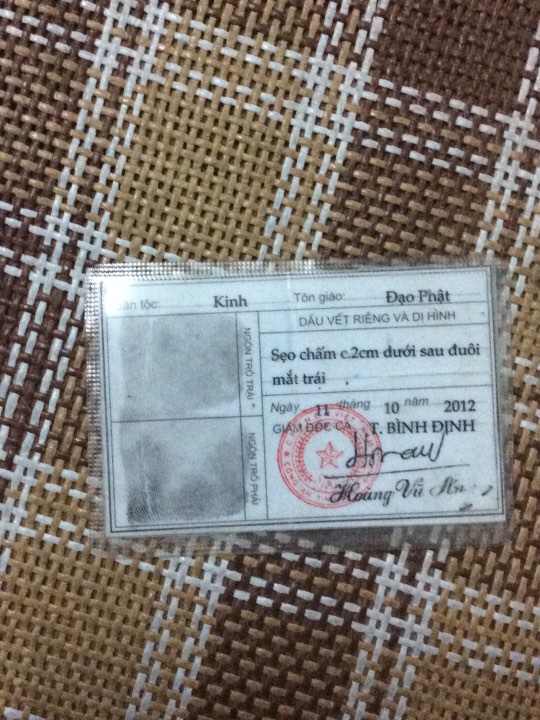 tộc: Kinh Tôn giáo: Đạo Phật
DẤU VẾT RIÊNG VÀ DỊ HÌNH
NGÓN TRỎ TRÁI
Sẹo chấm c.2cm dưới sau đuôi
mắt trái
Ngày 11 tháng 10 năm 2012
GIÁM ĐỐC CA T. BÌNH ĐỊNH
NGÓN TRỎ PHẢI
Hoàng Vũ